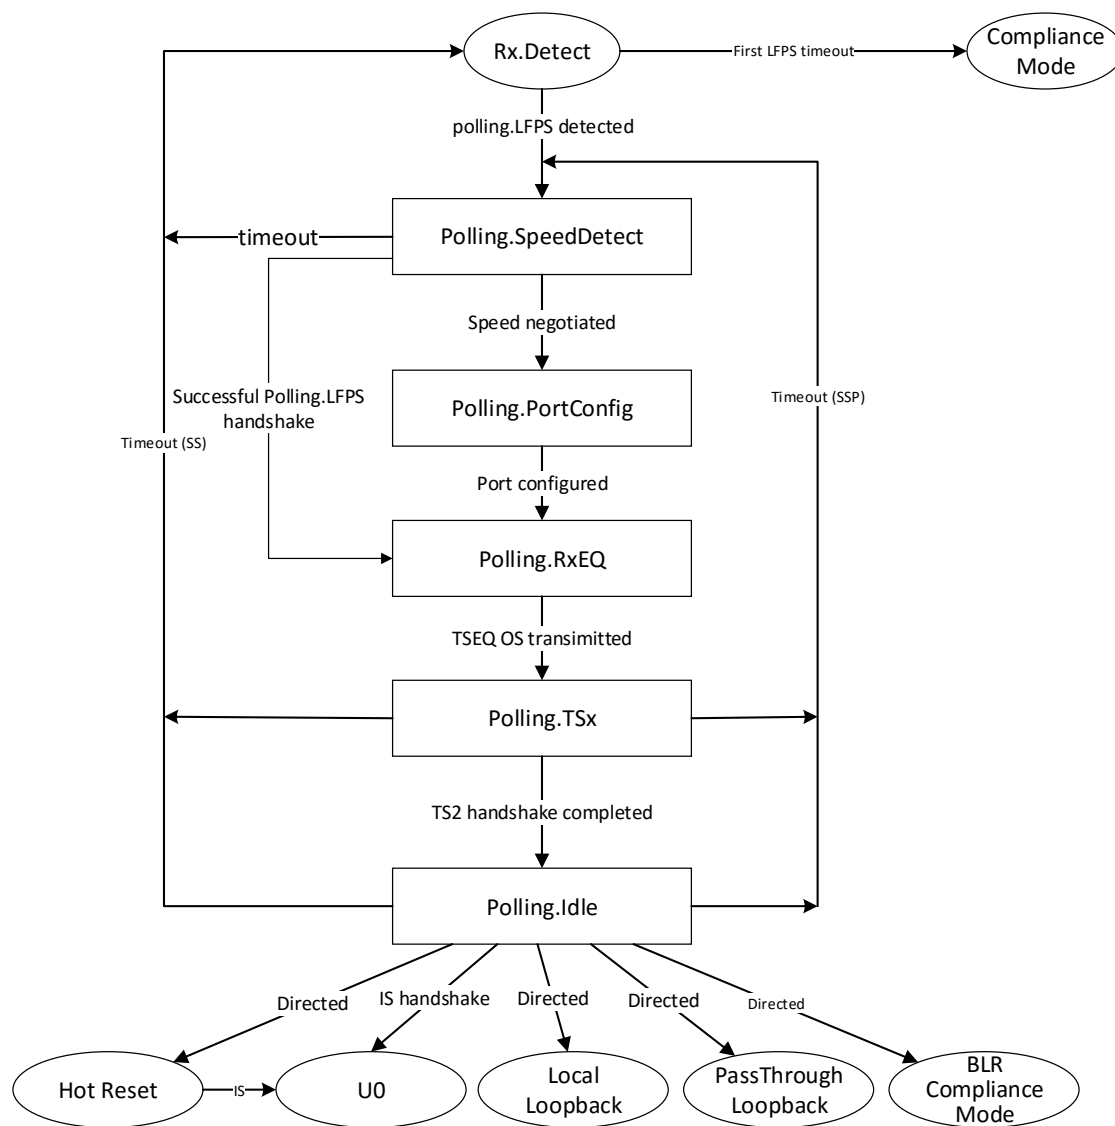 Rx.Detect
First LFPS timeout
Compliance
Mode
polling.LFPS detected
Polling.SpeedDetect
timeout
Speed negotiated
Successful Polling.LFPS
handshake
Polling.PortConfig
Timeout (SSP)
Timeout (SS)
Port configured
Polling.RxEQ
TSEQ OS transimitted
Polling.TSx
TS2 handshake completed
Polling.Idle
Directed
IS handshake
Directed
Directed
Directed
Hot Reset
IS
U0
Local
Loopback
PassThrough
Loopback
BLR
Compliance
Mode